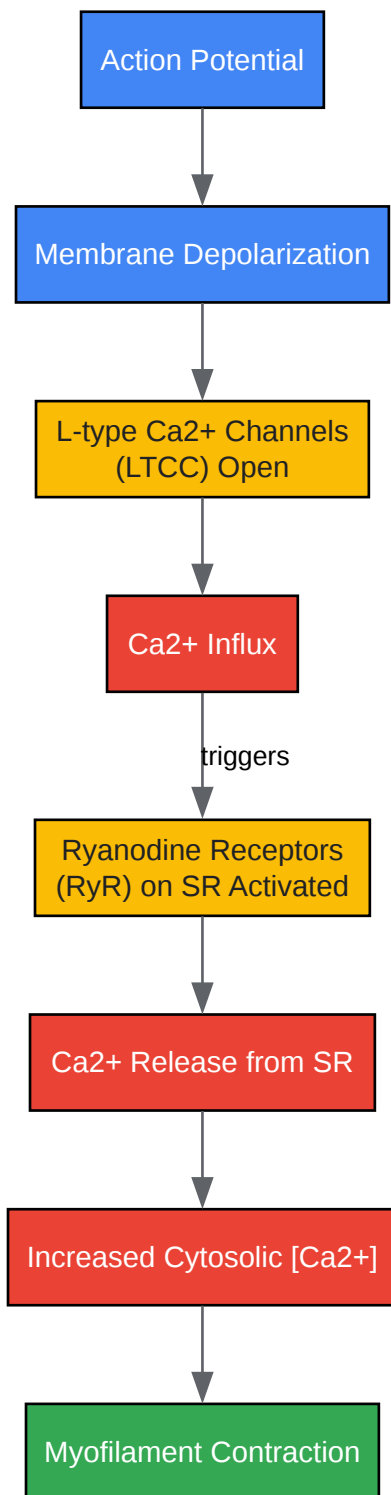 Action Potential
Membrane Depolarization
L-type Ca2+ Channels
(LTCC) Open
Ca2+ Influx
triggers
Ryanodine Receptors
(RyR) on SR Activated
Ca2+ Release from SR
Increased Cytosolic [Ca2+]
Myofilament Contraction